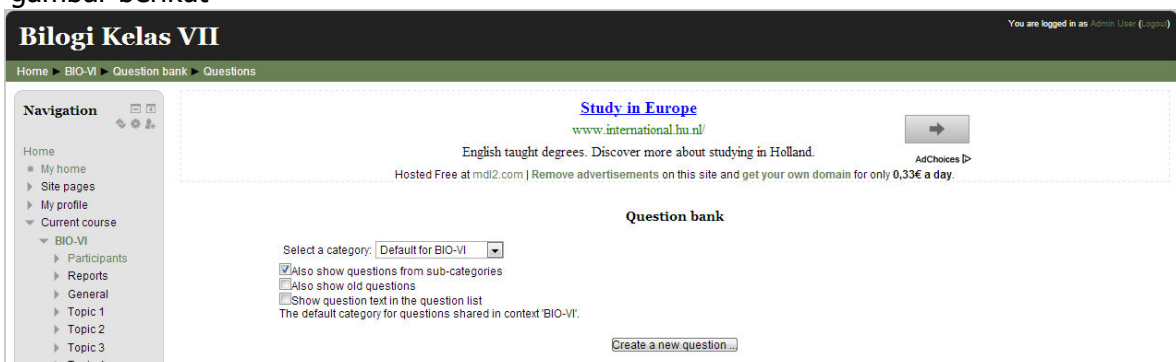 gambar berikut
Bilogi Kelas VII
You are logged in as Admin User (Logout)
Home ► BIO-VI ► Question bank ► Questions
Navigation
Home
My home
Site pages
My profile
Current course
BIO-VI
Participants
Reports
General
Topic 1
Topic 2
Topic 3
Study in Europe
www.international.hu.nl/
English taught degrees. Discover more about studying in Holland.
AdChoices
Hosted Free at mdl2.com | Remove advertisements on this site and get your own domain for only 0,33€ a day.
Question bank
Select a category: Default for BIO-VI
Also show questions from sub-categories
Also show old questions
Show question text in the question list
The default category for questions shared in context 'BIO-VI'.
Create a new question ...